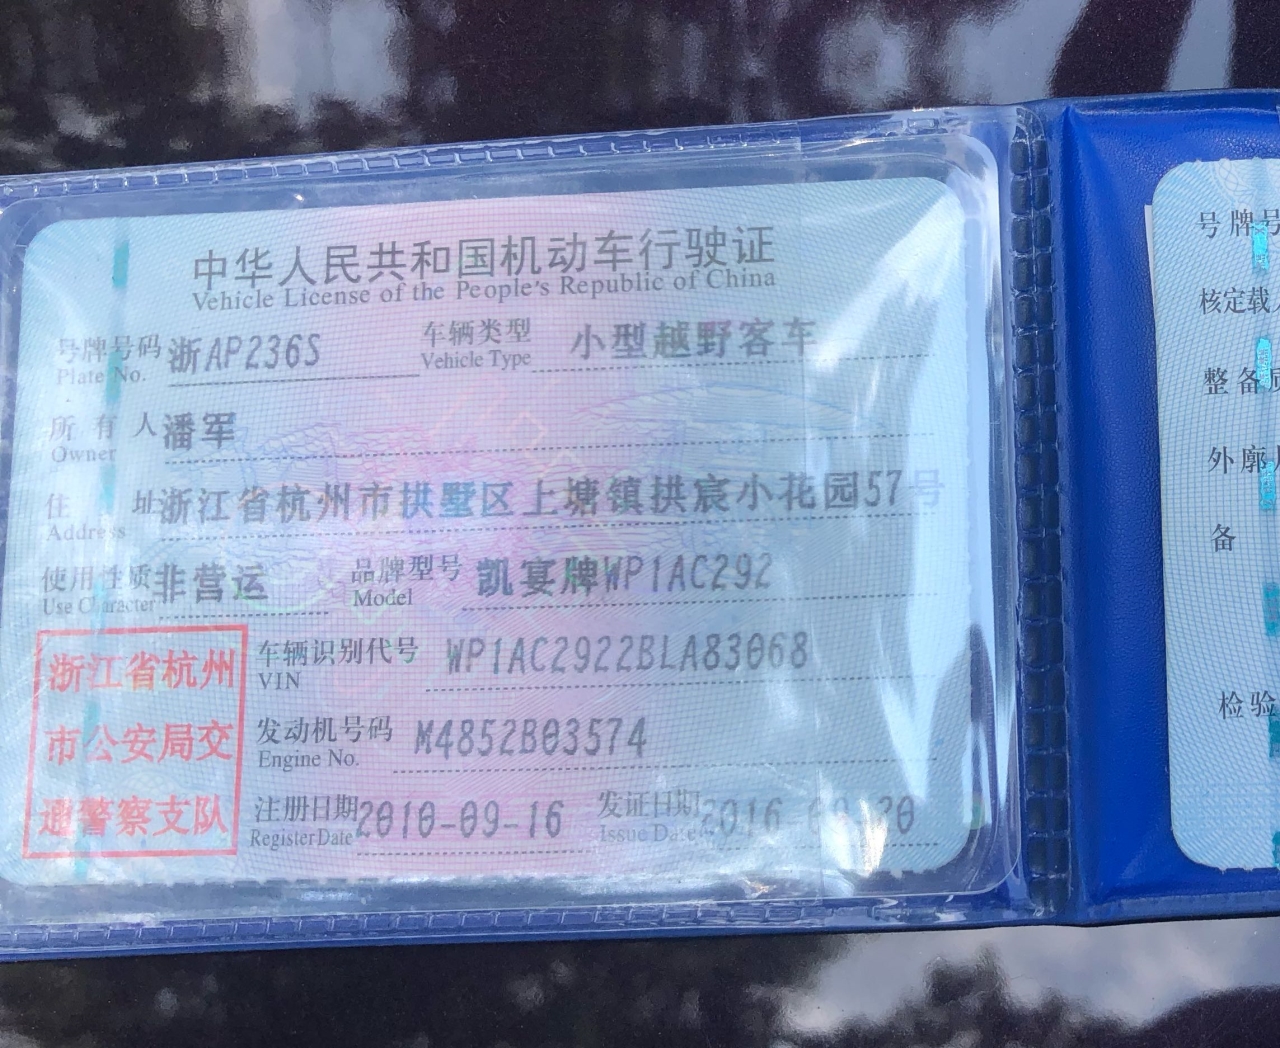 中华人民共和国机动车行驶证
Vehicle License of the People's Republic of China
号牌号码 浙AP236S 车辆类型 小型越野客车
Plate No. Vehicle Type
所有人 潘军
Owner
住址 浙江省杭州市拱墅区上塘镇拱宸小花园57号
Address
使用性质 非营运 品牌型号 凯宴牌WP1AC292
Use Character Model
车辆识别代号 WP1AC2922BLA83068
VIN
发动机号码 M4852B03574
Engine No.
注册日期 2010-09-16 发证日期 2016
Register Date Issue Date
浙江省杭州
市公安局交
通警察支队
号牌号
核定载
整备
外廓
备
检验